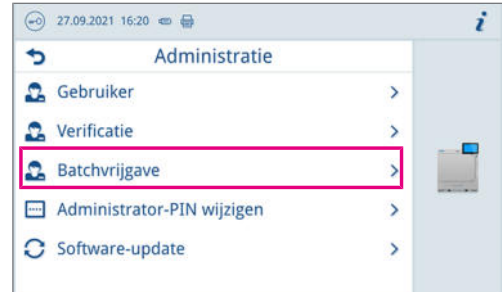 27.09.2021 16:20
i
Administratie
Gebruiker
Verificatie
Batchvrijgave
Administrator-PIN wijzigen
Software-update